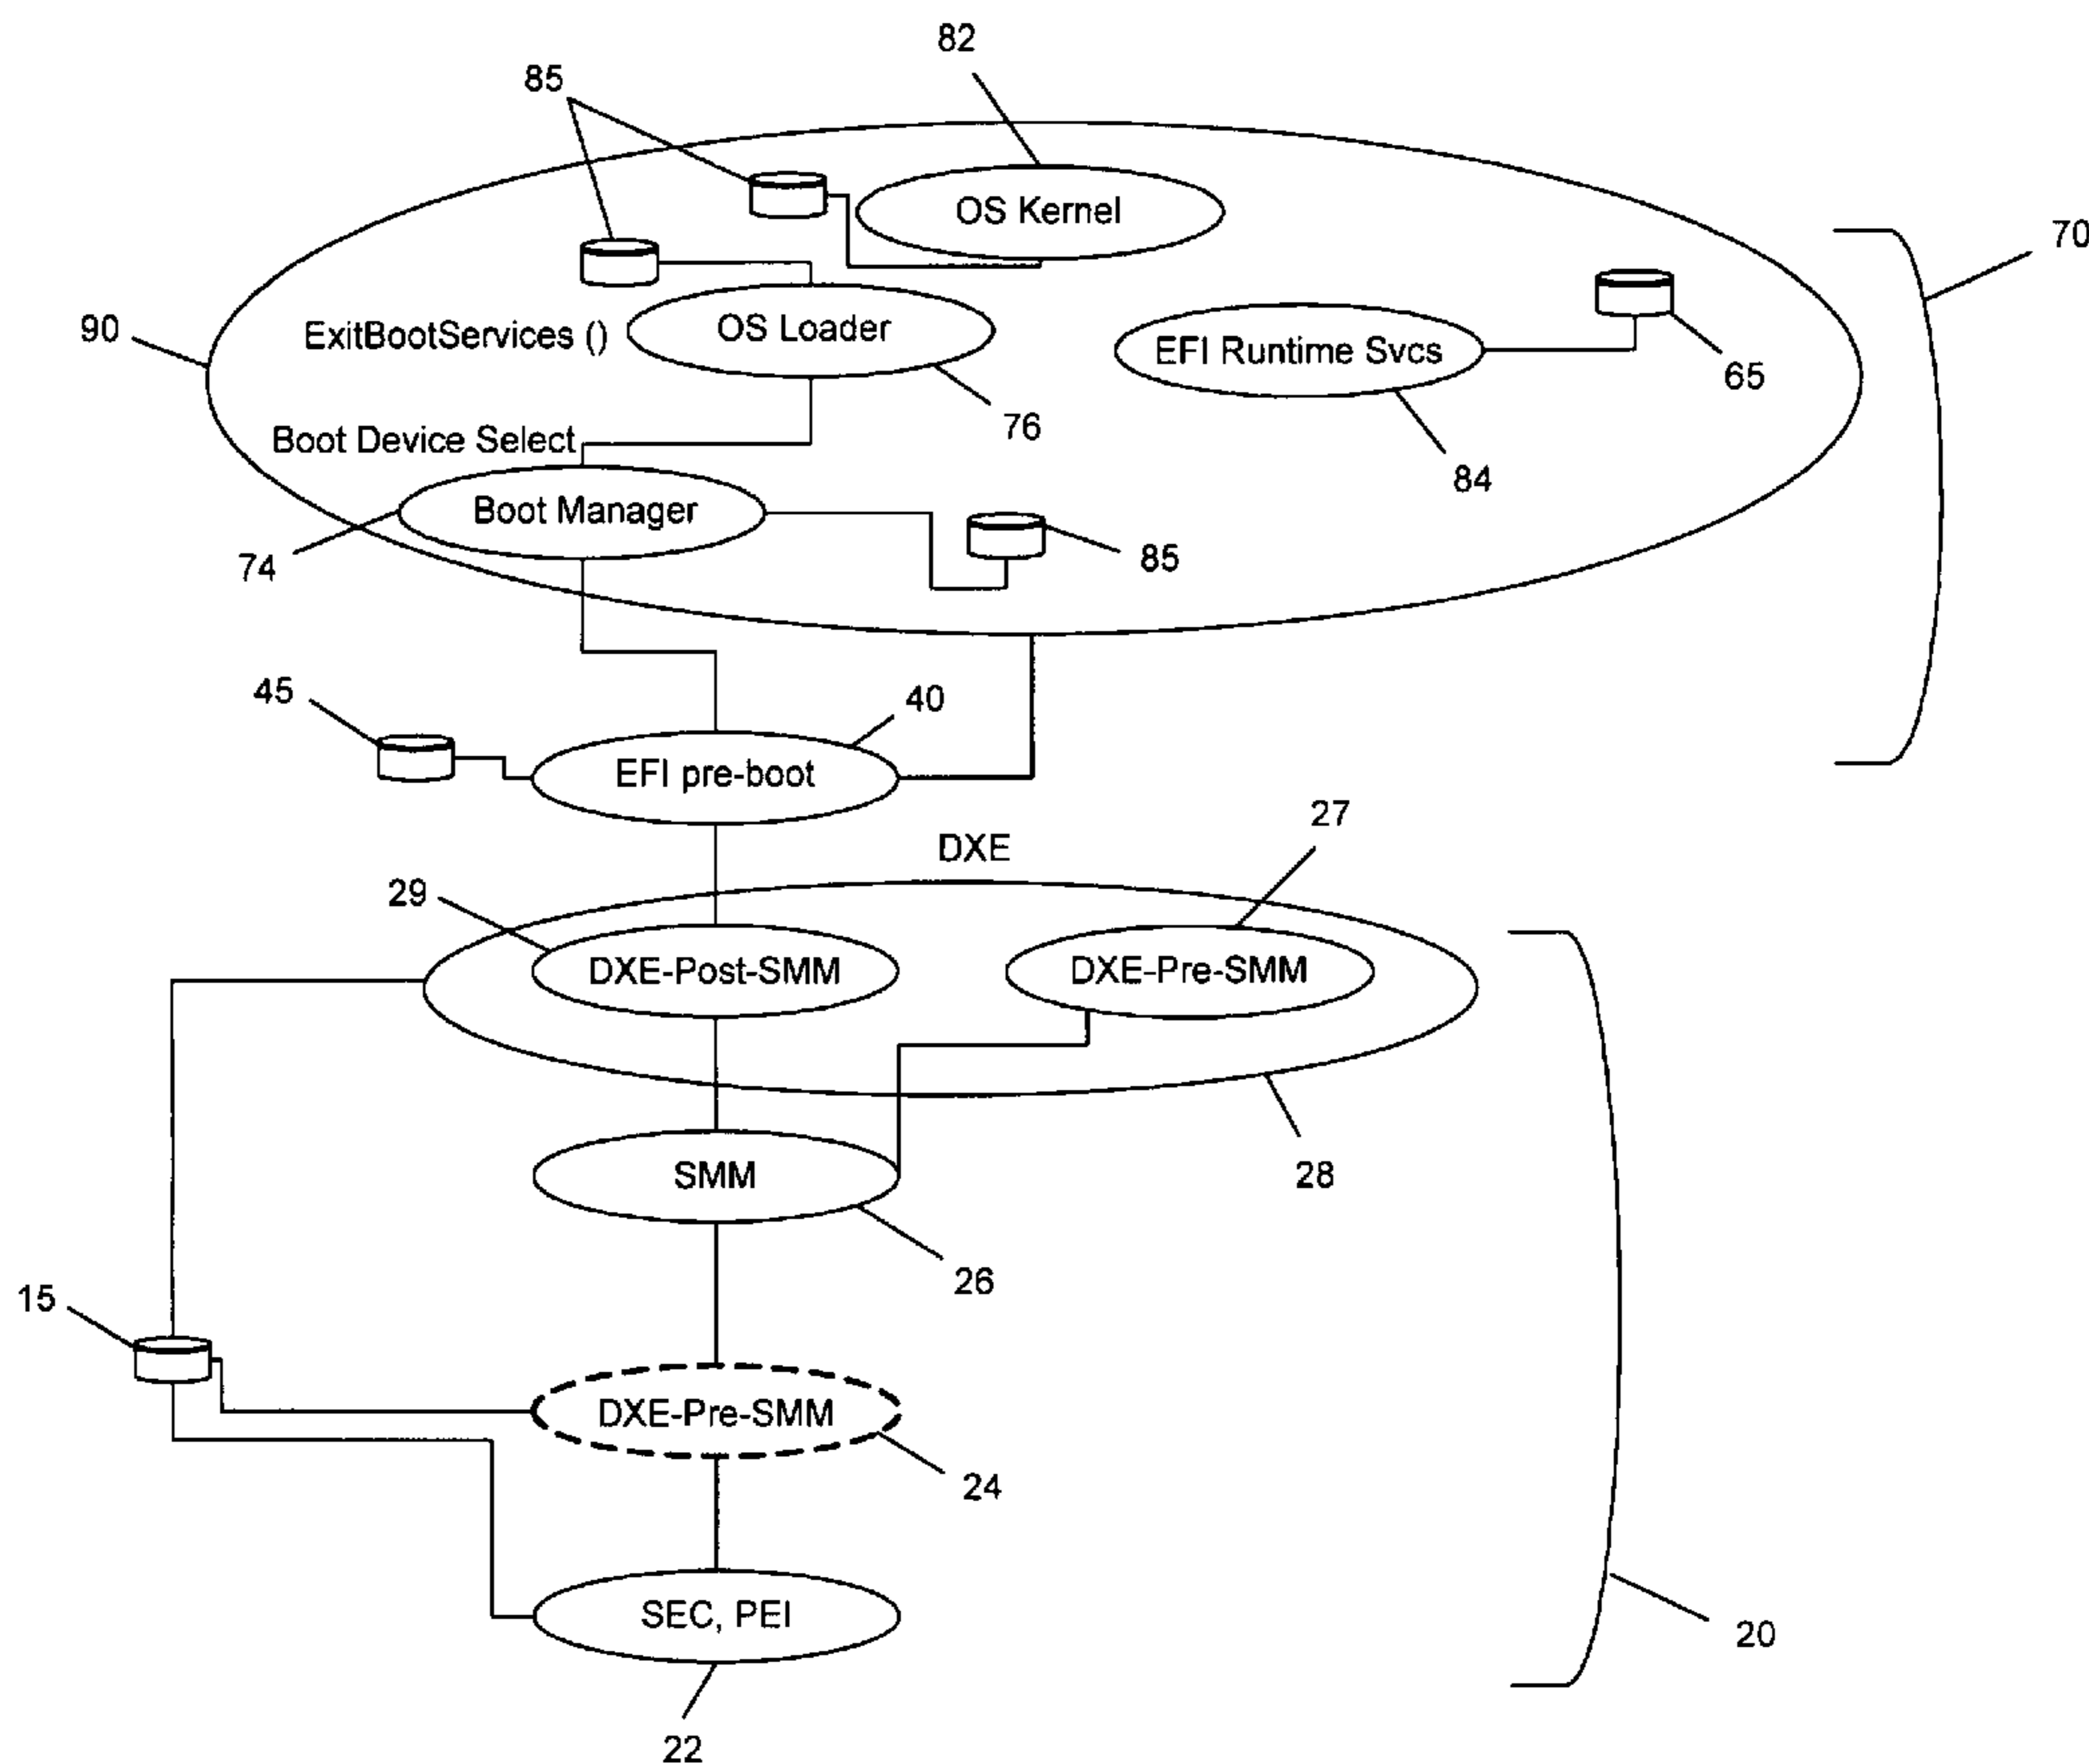 82
85
OS Kernel
70
90
ExitBootServices ()
OS Loader
EFI Runtime Svcs
65
76
Boot Device Select
84
Boot Manager
85
74
45
40
EFI pre-boot
27
DXE
29
DXE-Post-SMM
DXE-Pre-SMM
SMM
28
26
15
DXE-Pre-SMM
24
SEC, PEI
20
22